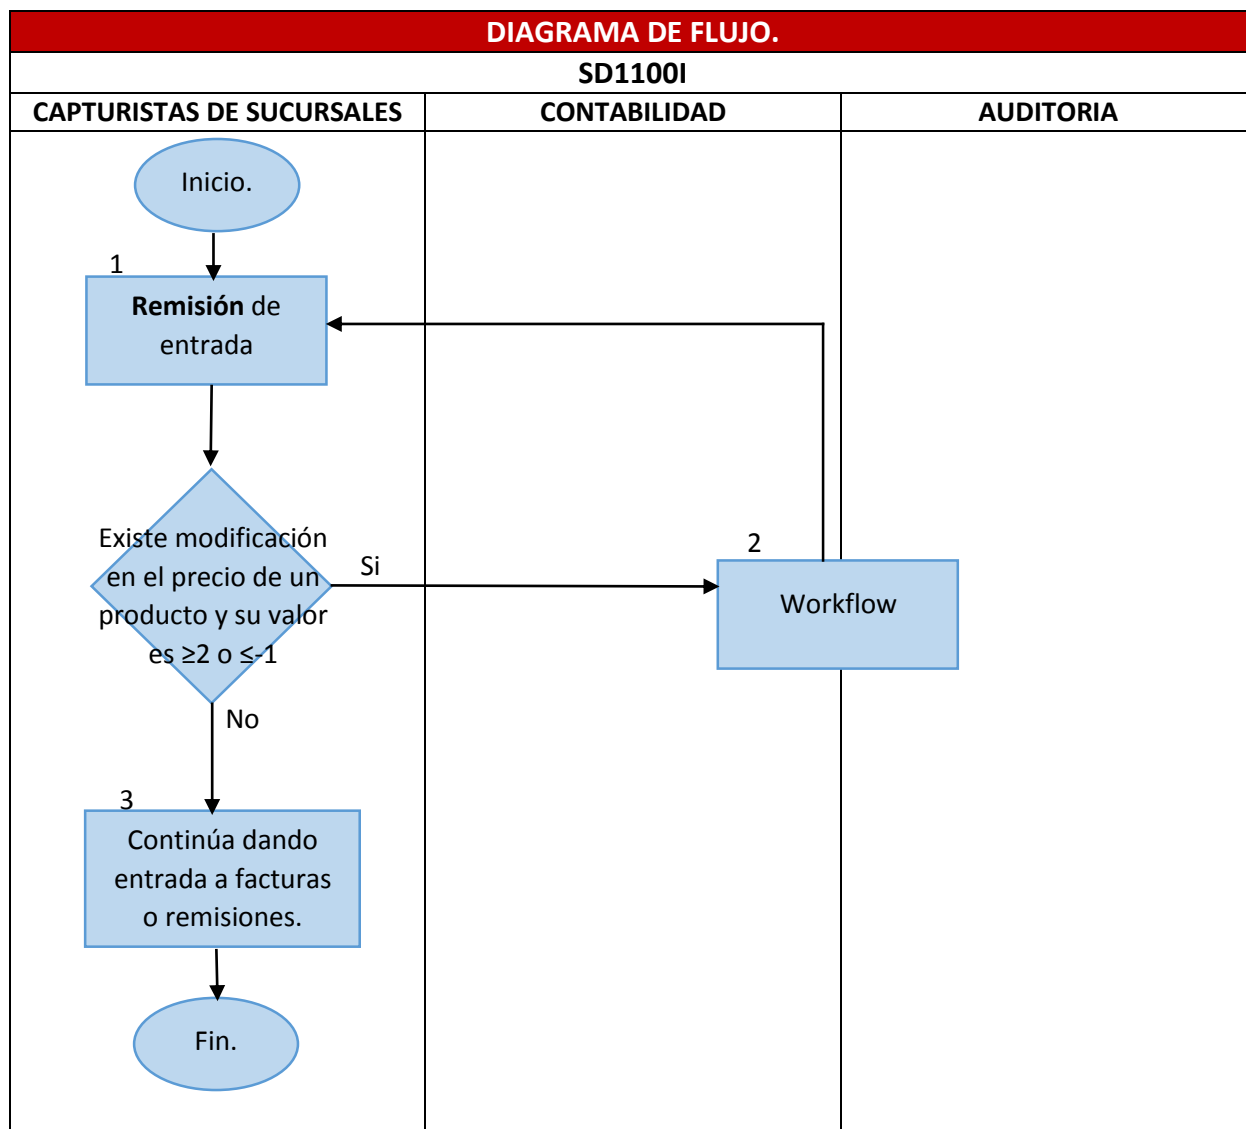 DIAGRAMA DE FLUJO.
SD1100I
CAPTURISTAS DE SUCURSALES
CONTABILIDAD
AUDITORIA
Inicio.
1
Remisión de
entrada
Existe modificación
en el precio de un
producto y su valor
es ≥2 o ≤-1
Si
2
Workflow
No
3
Continúa dando
entrada a facturas
o remisiones.
Fin.